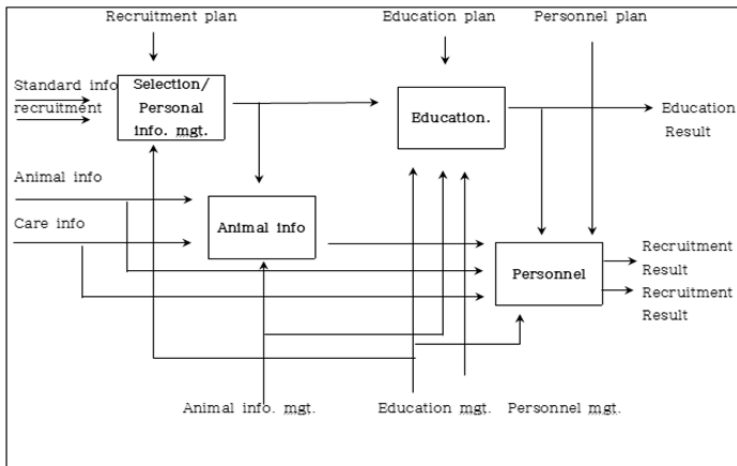 Recruitment plan
Education plan
Personnel plan
Standard info
recruitment
Selection/
Personal
info. mgt.
Education.
Education
Result
Animal info
Care info
Animal info
Personnel
Recruitment
Result
Recruitment
Result
Animal info. mgt.
Education mgt.
Personnel mgt.